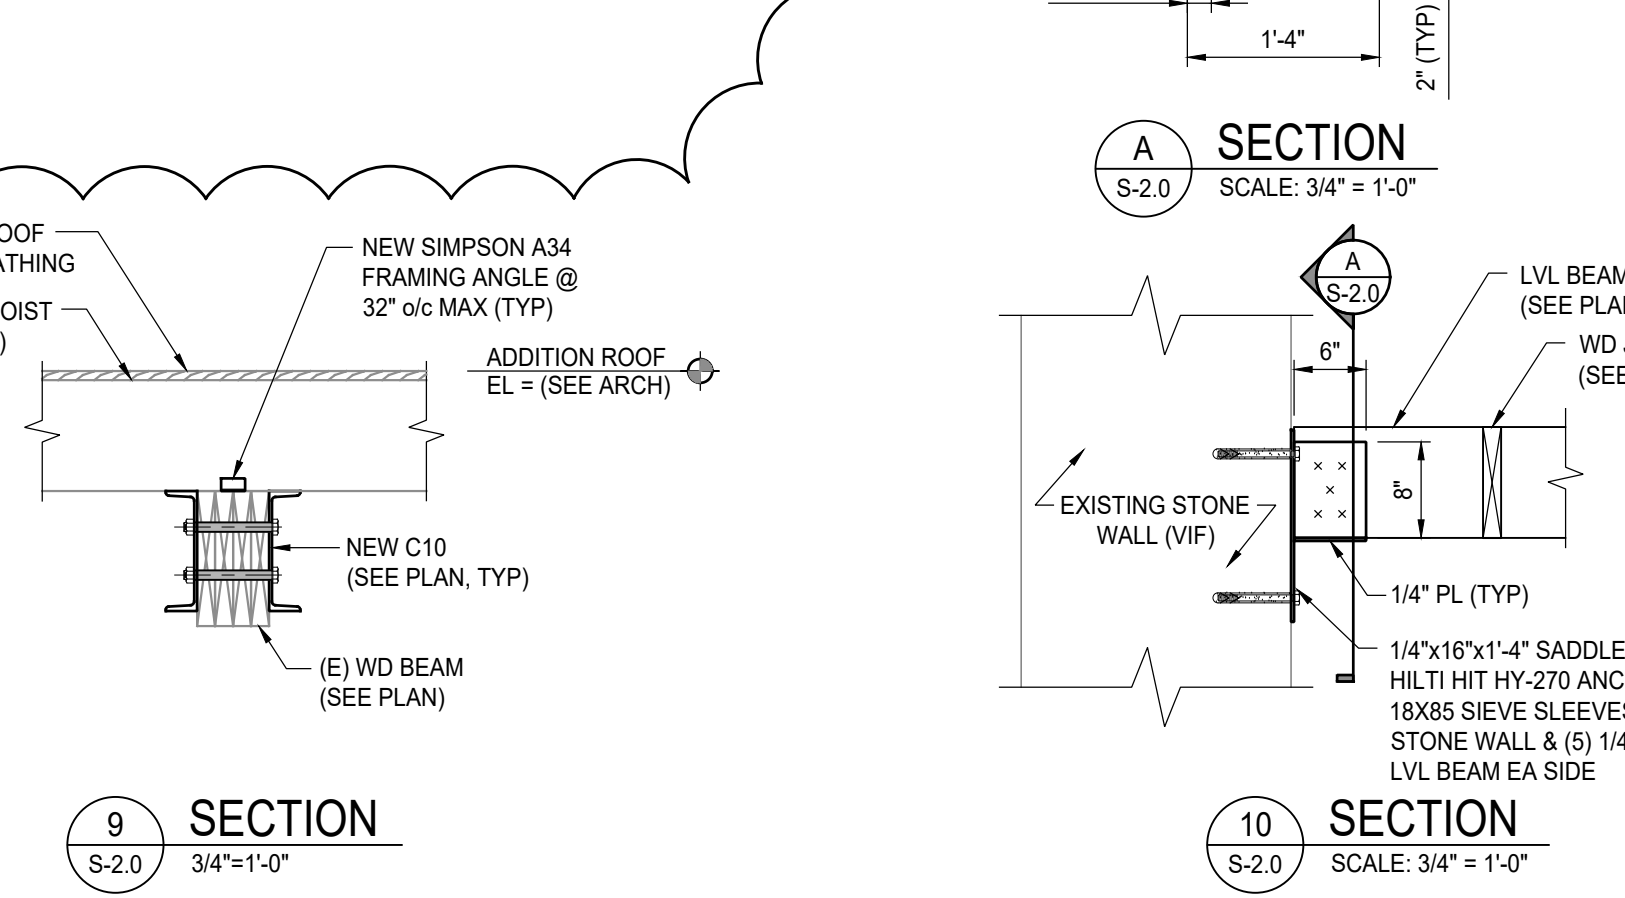 1'-4"
2" (TYP)
A
S-2.0
SECTION
SCALE: 3/4" = 1'-0"
OOF
ATHING
OIST
)
NEW SIMPSON A34
FRAMING ANGLE @
32" o/c MAX (TYP)
ADDITION ROOF
EL = (SEE ARCH)
NEW C10
(SEE PLAN, TYP)
(E) WD BEAM
(SEE PLAN)
9
S-2.0
SECTION
3/4"=1'-0"
A
S-2.0
LVL BEAM
(SEE PLA
WD
(SEE
6"
8"
EXISTING STONE
WALL (VIF)
1/4" PL (TYP)
1/4"x16"x1'-4" SADDLE
HILTI HIT HY-270 ANC
18X85 SIEVE SLEEVES
STONE WALL & (5) 1/4
LVL BEAM EA SIDE
10
S-2.0
SECTION
SCALE: 3/4" = 1'-0"